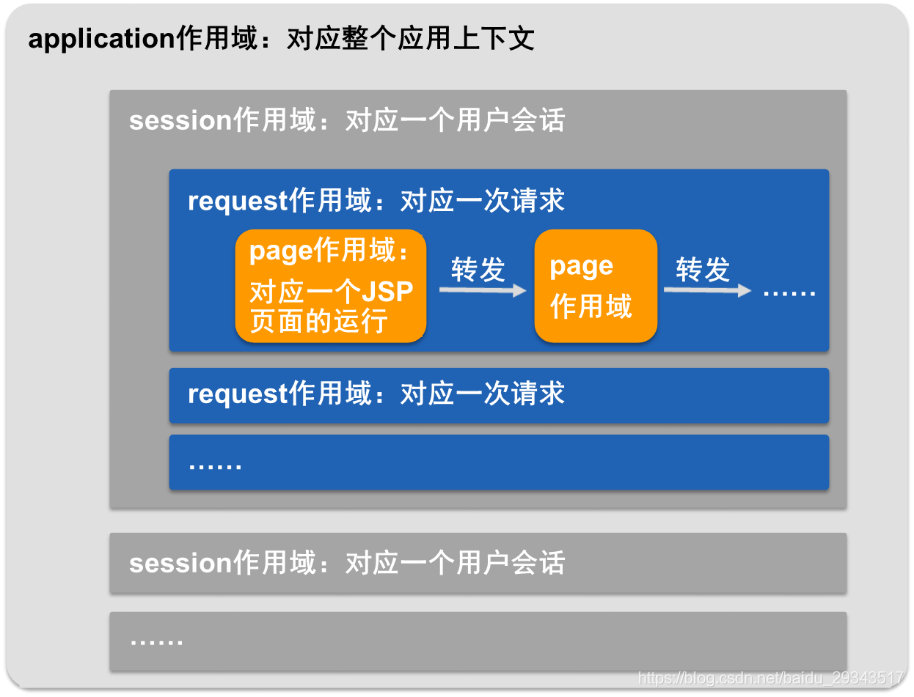 application作用域：对应整个应用上下文
session作用域：对应一个用户会话
request作用域：对应一次请求
page作用域：
对应一个JSP
页面的运行
转发
page
作用域
转发
······
request作用域：对应一次请求
······
session作用域：对应一个用户会话
······
https://blog.csdn.net/baidu_29343517